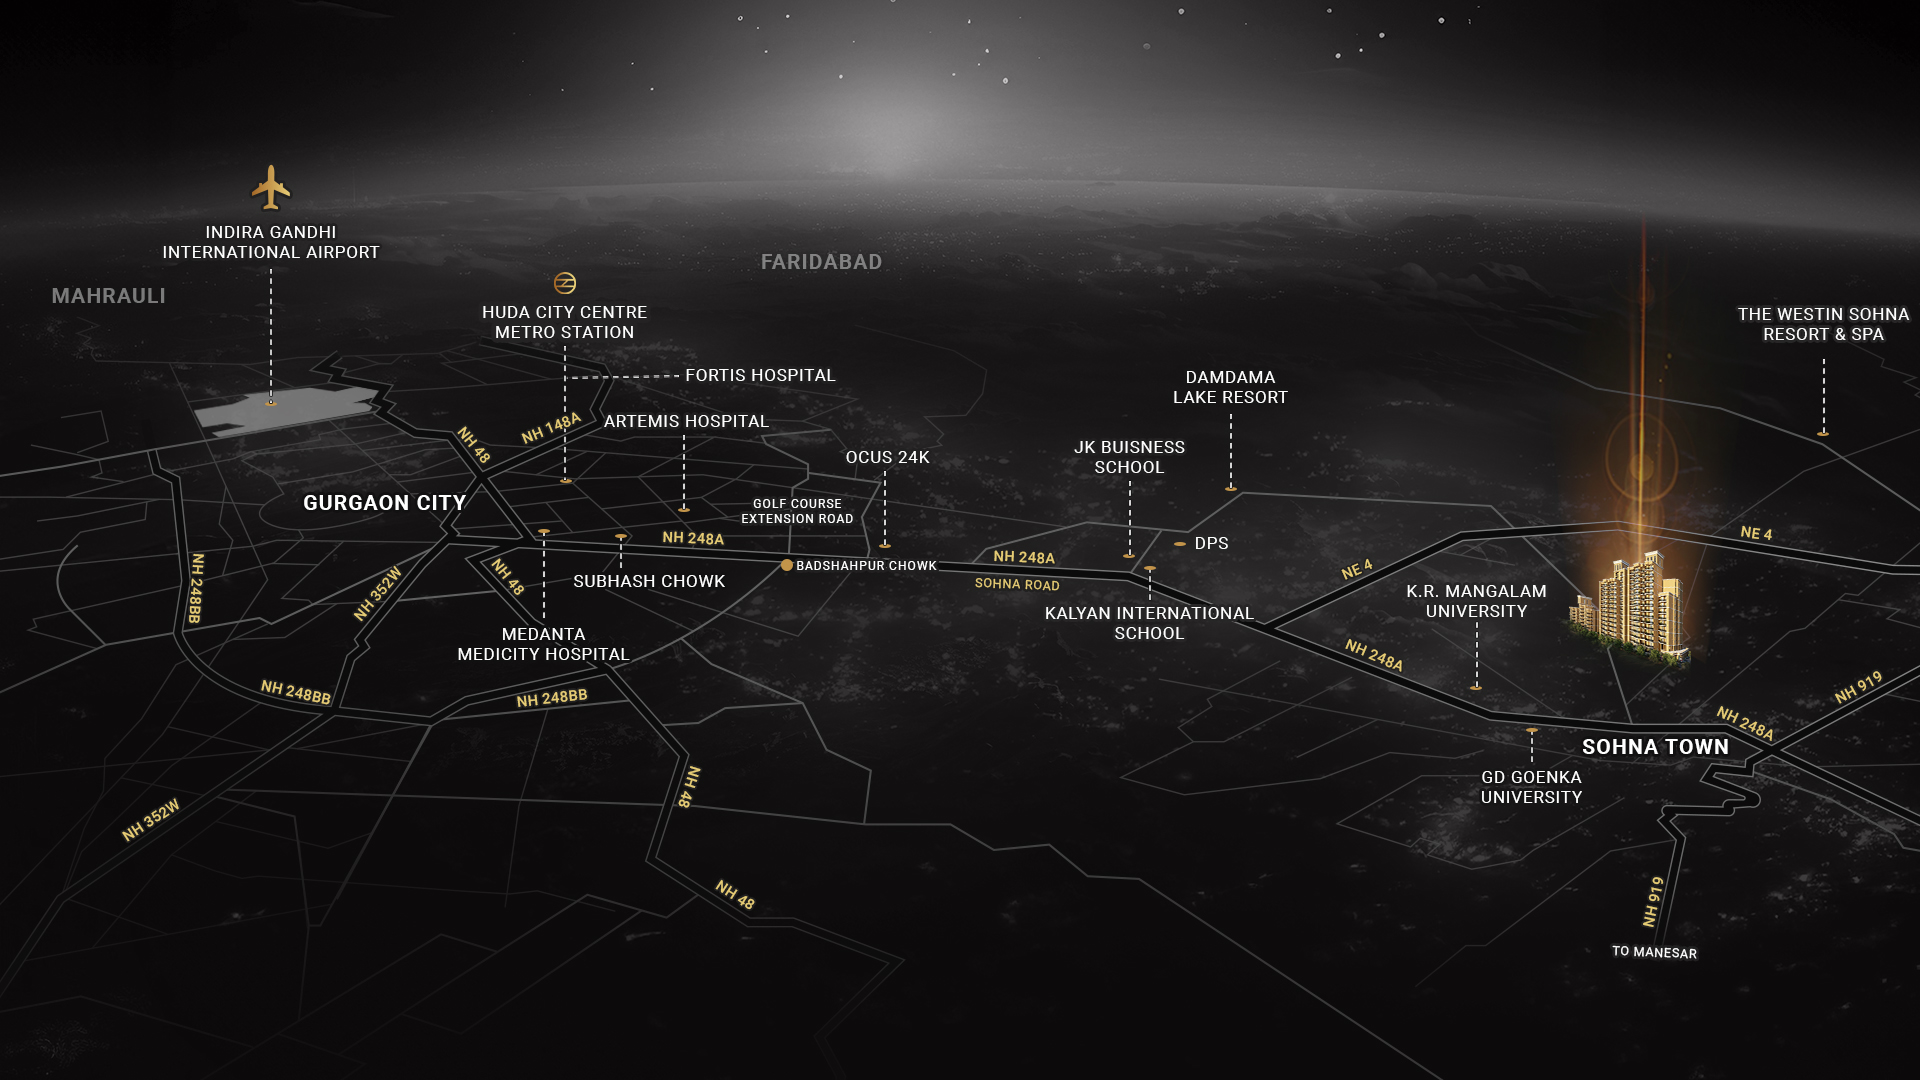 INDIRA GANDHI
INTERNATIONAL AIRPORT
MAHRAULI
FARIDABAD
HUDA CITY CENTRE
METRO STATION
FORTIS HOSPITAL
THE WESTIN SOHNA
RESORT & SPA
DAMDAMA
LAKE RESORT
NH 48
NH 148A
ARTEMIS HOSPITAL
OCUS 24K
JK BUISNESS
SCHOOL
GURGAON CITY
GOLF COURSE
EXTENSION ROAD
NH 248A
BADSHAHPUR CHOWK
NH 248A
SOHNA ROAD
DPS
NE 4
NE 4
NH 248BB
NH 352W
NH 48
SUBHASH CHOWK
KALYAN INTERNATIONAL
SCHOOL
K.R. MANGALAM
UNIVERSITY
MEDANTA
MEDICITY HOSPITAL
NH 248A
NH 919
NH 248BB
NH 248BB
NH 248A
SOHNA TOWN
GD GOENKA
UNIVERSITY
NH 48
NH 352W
NH 48
NH 919
TO MANESAR